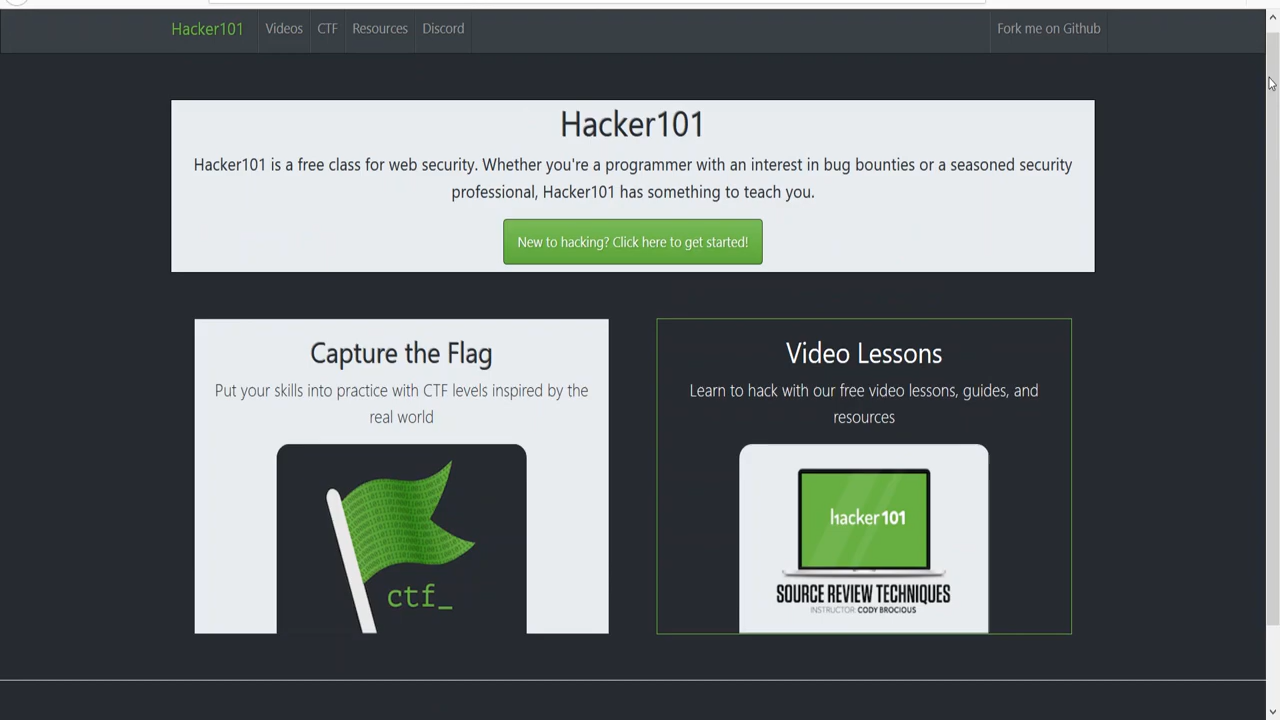 Hacker101 Videos CTF Resources Discord Fork me on Github
Hacker101
Hacker101 is a free class for web security. Whether you're a programmer with an interest in bug bounties or a seasoned security
professional, Hacker101 has something to teach you.
New to hacking? Click here to get started!
Capture the Flag
Put your skills into practice with CTF levels inspired by the
real world
ctf_
Video Lessons
Learn to hack with our free video lessons, guides, and
resources
hacker101
SOURCE REVIEW TECHNIQUES
INSTRUCTOR: CODY BROCIOUS